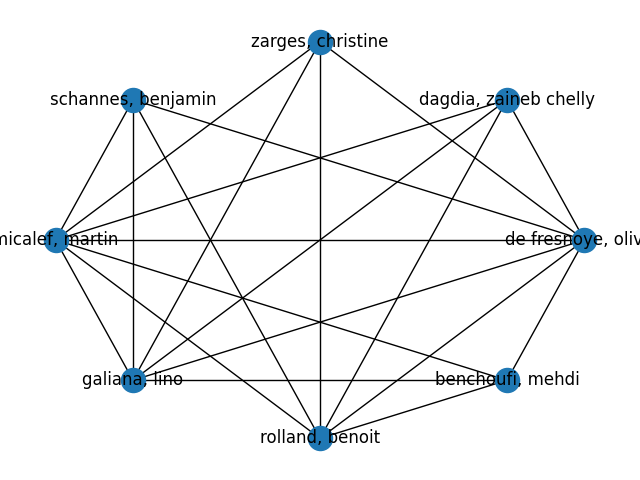 zarges, christine
schannes, benjamin
dagdia, zaineb chelly
micalef, martin
de fresnoye, oliv
galiana, lino
benchoufi, mehdi
rolland, benoit